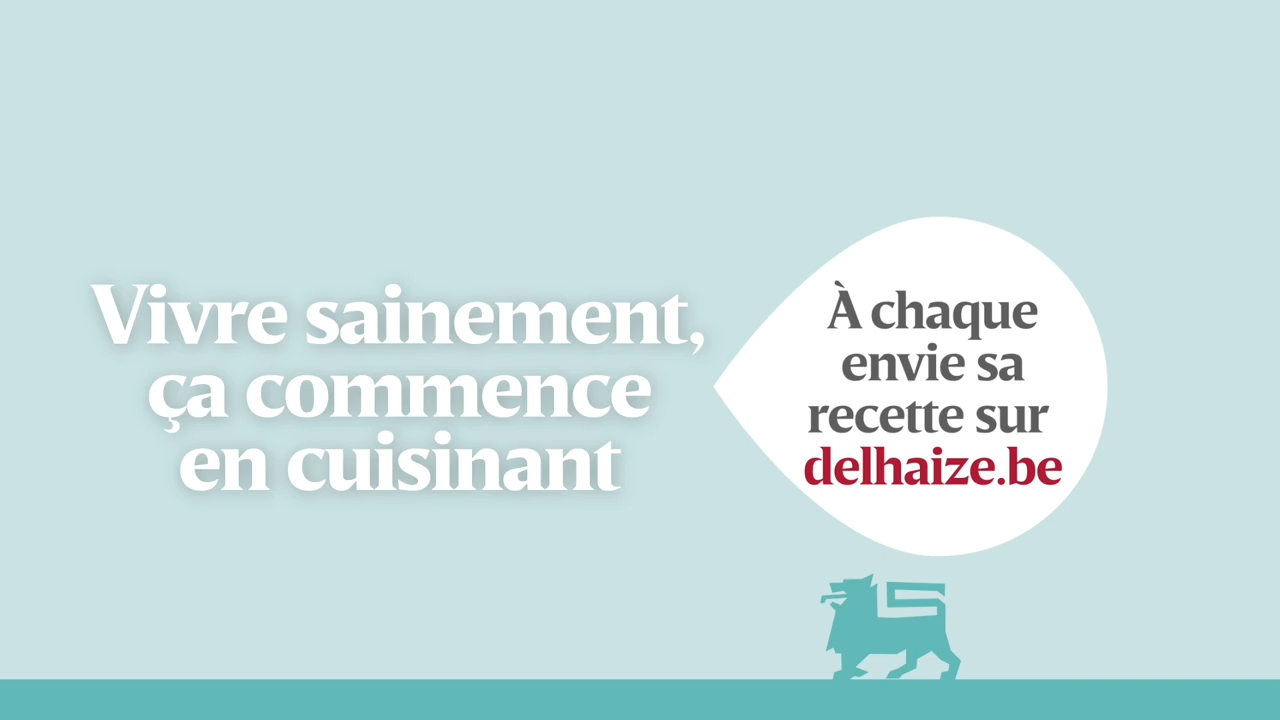 Vivre sainement,
ça commence
en cuisinant
À chaque
envie sa
recette sur
delhaize.be